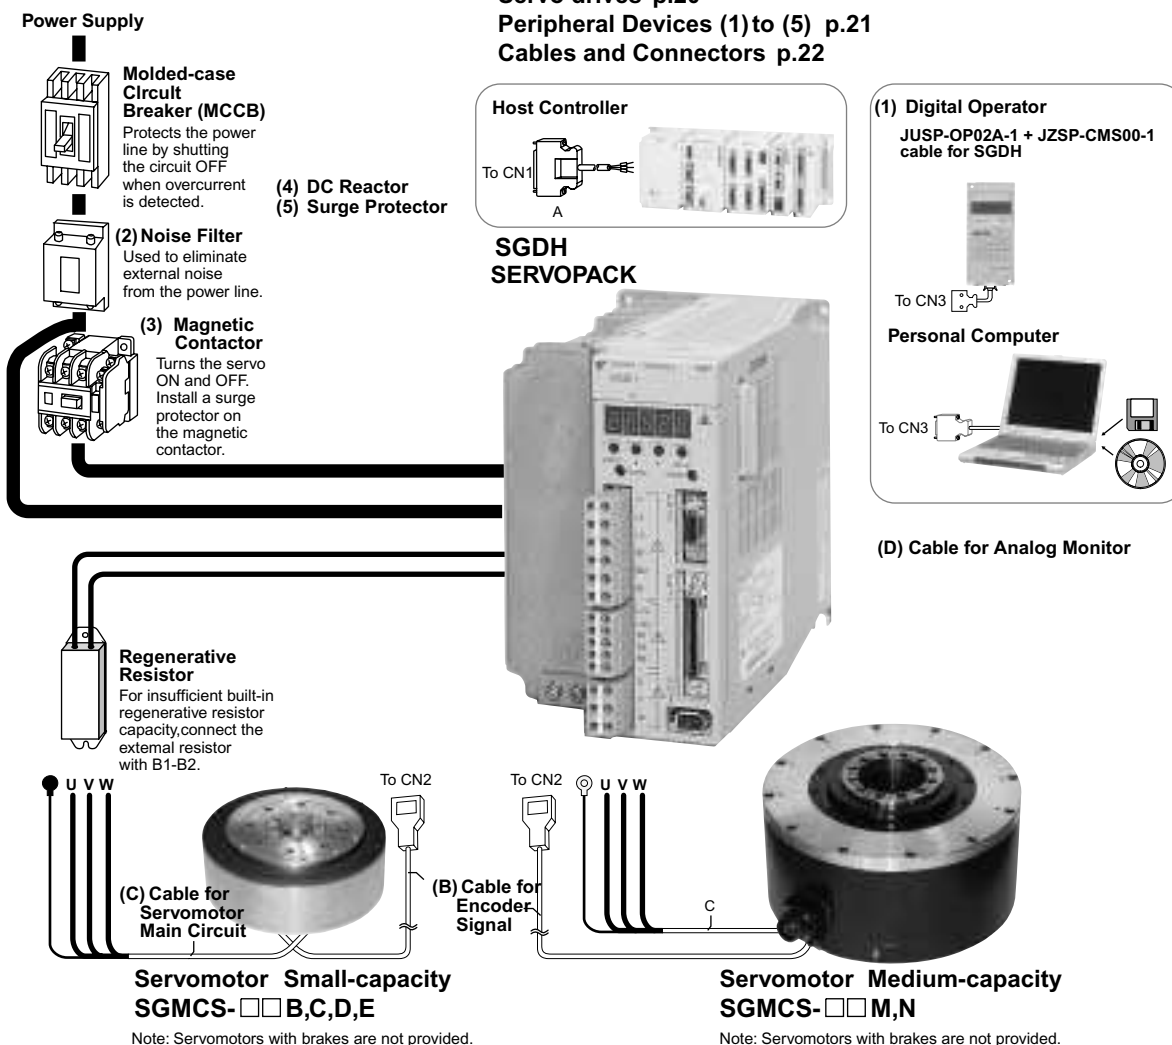 Servo drives p.20
Peripheral Devices (1) to (5) p.21
Cables and Connectors p.22
Power Supply
Molded-case
CIrcuit
Breaker (MCCB)
Protects the power
line by shutting
the circuit OFF
when overcurrent
is detected.
(2) Noise Filter
Used to eliminate
external noise
from the power line.
(3) Magnetic
Contactor
Turns the servo
ON and OFF.
Install a surge
protector on
the magnetic
contactor.
(4) DC Reactor
(5) Surge Protector
Host Controller
To CN1
A
SGDH
SERVOPACK
(1) Digital Operator
JUSP-OP02A-1 + JZSP-CMS00-1
cable for SGDH
To CN3
Personal Computer
To CN3
(D) Cable for Analog Monitor
Regenerative
Resistor
For insufficient built-in
regenerative resistor
capacity,connect the
external resistor
with B1-B2.
U V W
To CN2
(C) Cable for
Servomotor
Main Circuit
(B) Cable for
Encoder
Signal
To CN2
U V W
C
Servomotor Small-capacity
SGMCS-□□B,C,D,E
Note: Servomotors with brakes are not provided.
Servomotor Medium-capacity
SGMCS-□□M,N
Note: Servomotors with brakes are not provided.